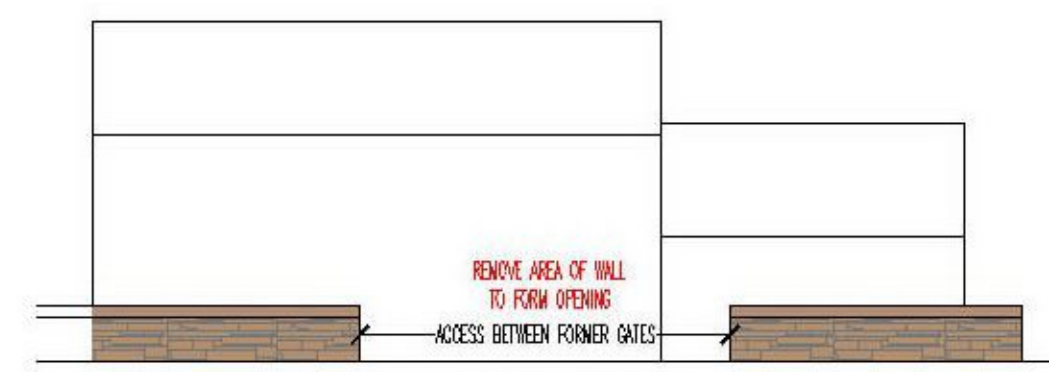 REMOVE AREA OF WALL
TO FORM OPENING
ACCESS BETWEEN FORMER GATES